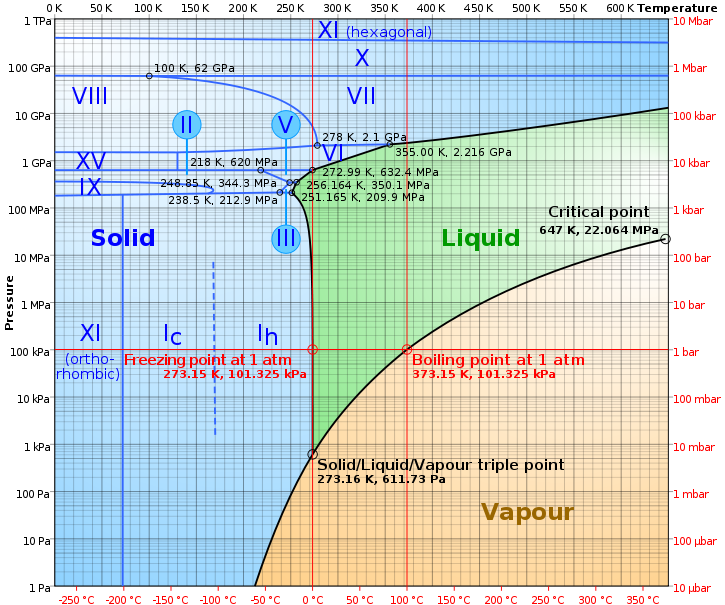 0 K 50 K 100 K 150 K 200 K 250 K 300 K 350 K 400 K 450 K 500 K 550 K 600 K Temperature
1 TPa
10 Mbar
XI (hexagonal)
X
100 GPa
1 Mbar
100 K, 62 GPa
VIII
VII
10 GPa
100 kbar
II
V
278 K, 2.1 GPa
VI
355.00 K, 2.216 GPa
1 GPa
10 kbar
XV
218 K, 620 MPa
272.99 K, 632.4 MPa
IX
248.85 K, 344.3 MPa
256.164 K, 350.1 MPa
238.5 K, 212.9 MPa
251.165 K, 209.9 MPa
100 MPa
1 kbar
Critical point
647 K, 22.064 MPa
Solid
III
Liquid
10 MPa
100 bar
Pressure
1 MPa
10 bar
XI
(ortho-
rhombic)
Ic
Ih
100 kPa
1 bar
Freezing point at 1 atm
273.15 K, 101.325 kPa
Boiling point at 1 atm
373.15 K, 101.325 kPa
10 kPa
100 mbar
1 kPa
10 mbar
Solid/Liquid/Vapour triple point
273.16 K, 611.73 Pa
100 Pa
1 mbar
Vapour
10 Pa
100 µbar
1 Pa
10 µbar
-250 °C -200 °C -150 °C -100 °C -50 °C 0 °C 50 °C 100 °C 150 °C 200 °C 250 °C 300 °C 350 °C